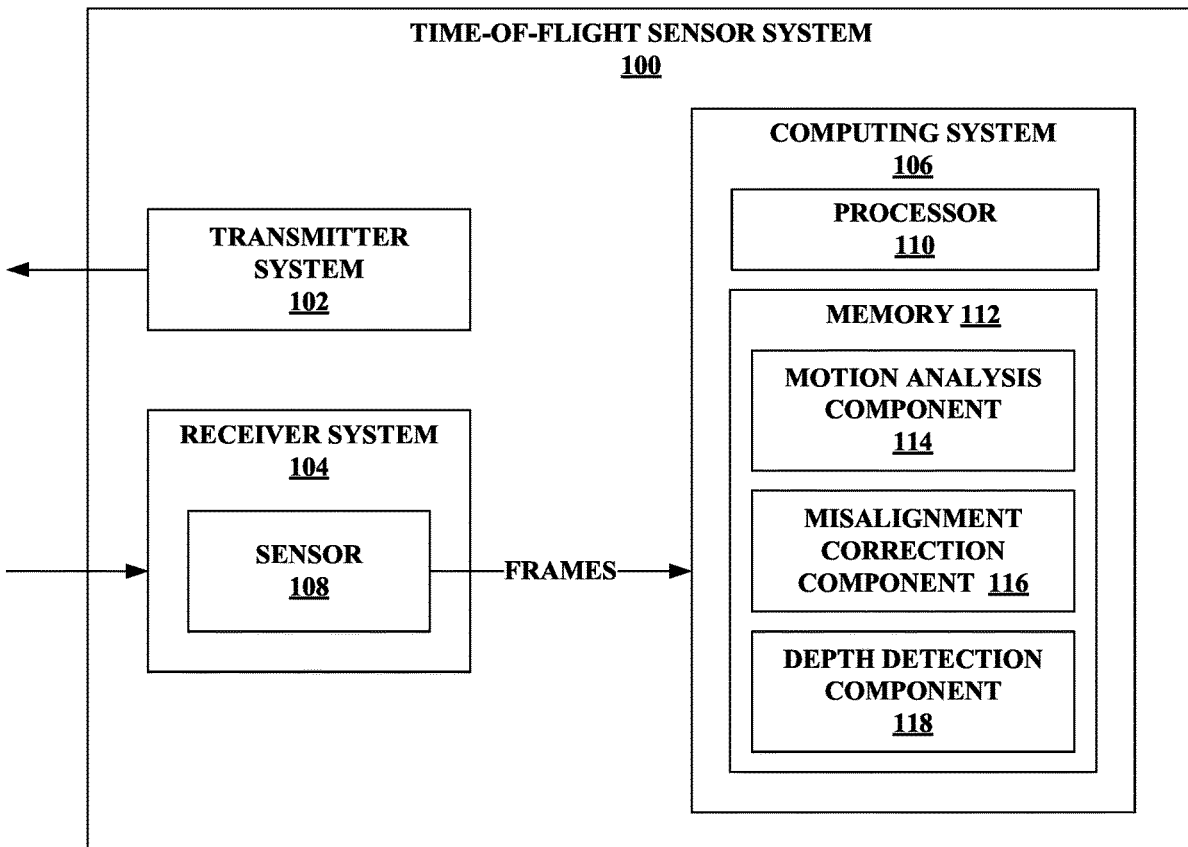 TIME-OF-FLIGHT SENSOR SYSTEM
100
COMPUTING SYSTEM
106
PROCESSOR
110
TRANSMITTER
SYSTEM
102
MEMORY 112
MOTION ANALYSIS
COMPONENT
114
RECEIVER SYSTEM
104
SENSOR
108
FRAMES
MISALIGNMENT
CORRECTION
COMPONENT 116
DEPTH DETECTION
COMPONENT
118